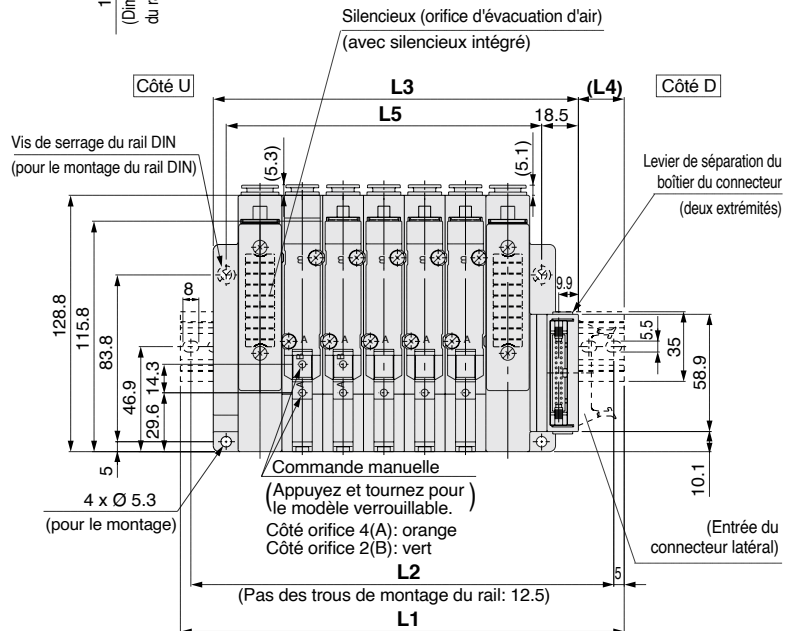 1
(Dim
du ra
Silencieux (orifice d'évacuation d'air)
(avec silencieux intégré)
Côté U
L3
(L4)
Côté D
L5
18.5
Vis de serrage du rail DIN
(pour le montage du rail DIN)
(5.3)
(5.1)
Levier de séparation du
boîtier du connecteur
(deux extrémités)
128.8
115.8
83.8
46.9
29.6
14.3
5
8
9.9
5.5
35
58.9
10.1
B
B
A
A
A
A
A
A
A
4 x Ø 5.3
(pour le montage)
Commande manuelle
(Appuyez et tournez pour
le modèle verrouillable.)
Côté orifice 4(A): orange
Côté orifice 2(B): vert
(Entrée du
connecteur latéral)
L2
5
(Pas des trous de montage du rail: 12.5)
L1